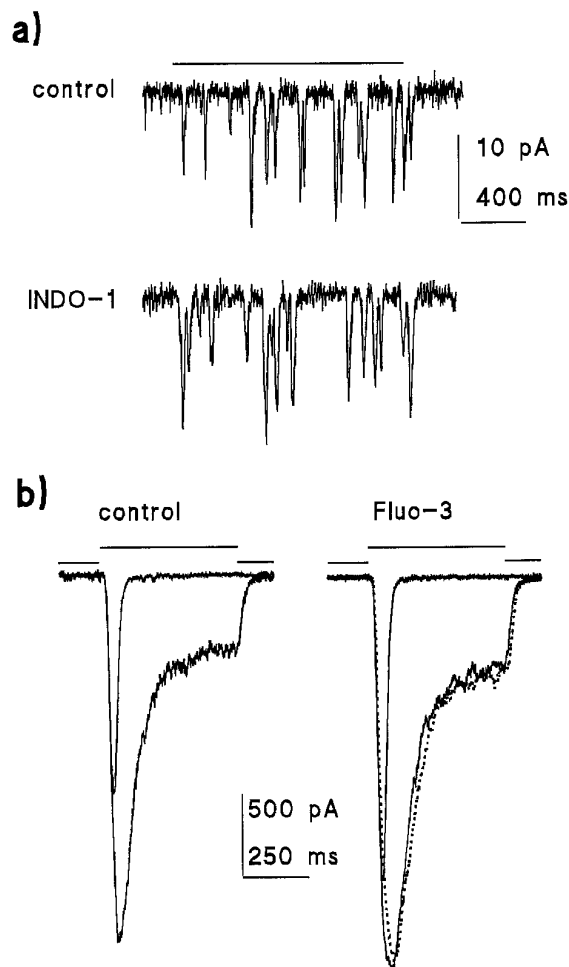 a)
control
10 pA
400 ms
INDO-1
b)
control
Fluo-3
500 pA
250 ms